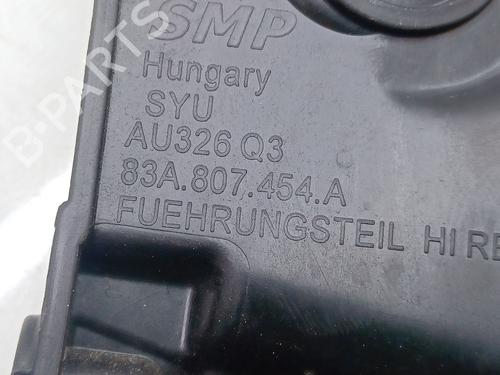 SMP
Hungary
SYU
AU326 Q3
83A.807.454.A
FUEHRUNGSTEIL HI RE
B-PARTS